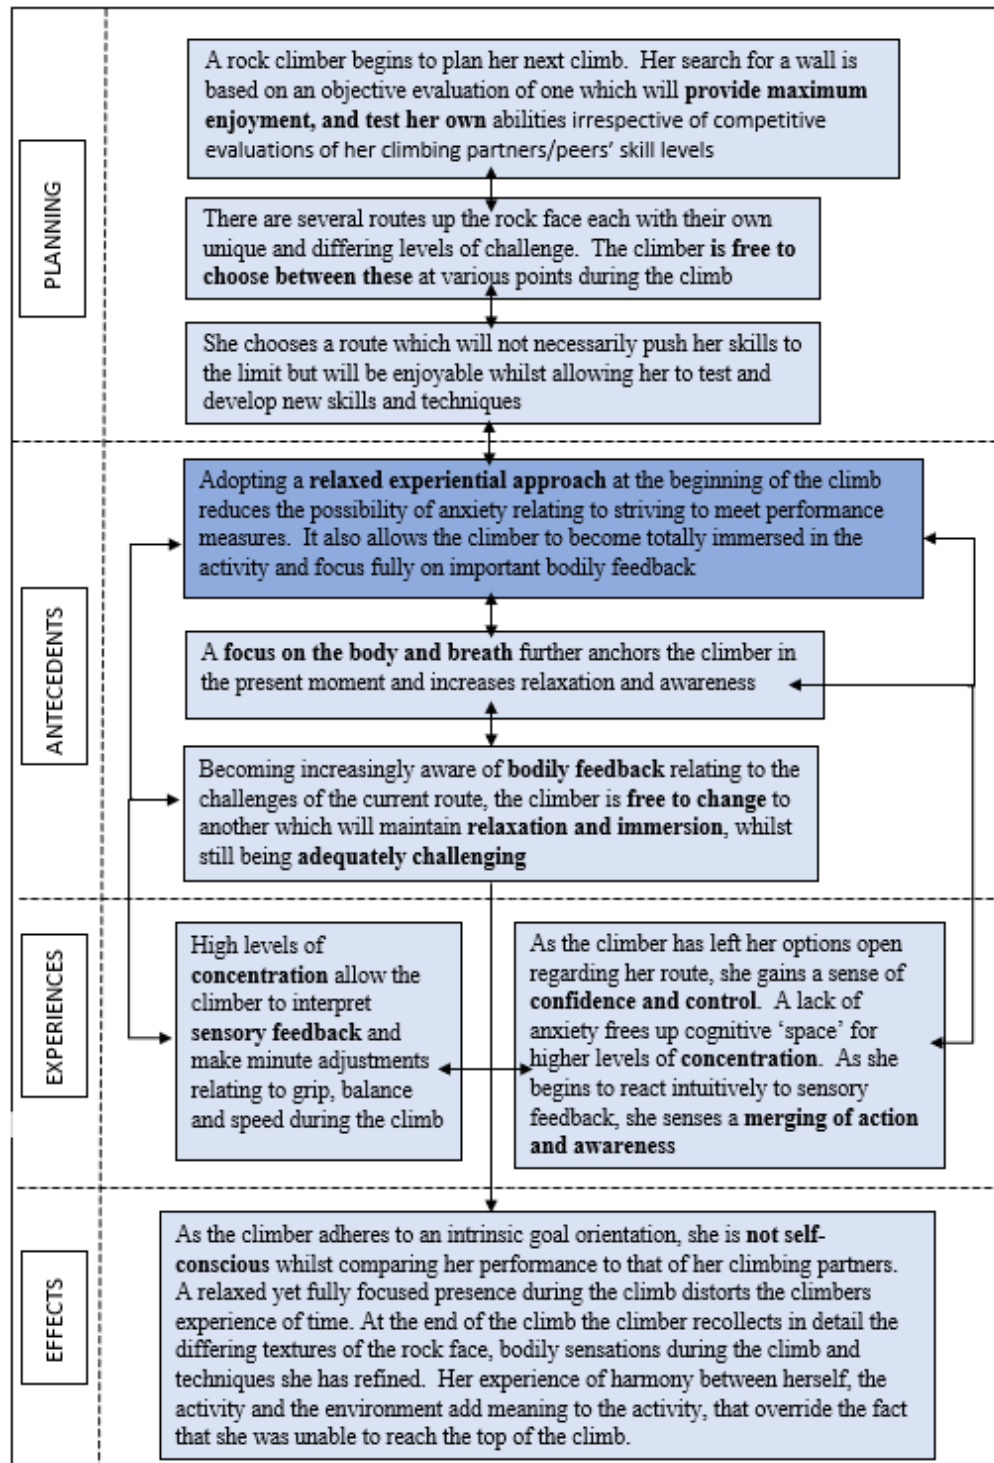 PLANNING
A rock climber begins to plan her next climb.  Her search for a wall is
based on an objective evaluation of one which will provide maximum
enjoyment, and test her own abilities irrespective of competitive
evaluations of her climbing partners/peers’ skill levels
There are several routes up the rock face each with their own
unique and differing levels of challenge.  The climber is free to
choose between these at various points during the climb
She chooses a route which will not necessarily push her skills to
the limit but will be enjoyable whilst allowing her to test and
develop new skills and techniques
ANTECEDENTS
Adopting a relaxed experiential approach at the beginning of the climb
reduces the possibility of anxiety relating to striving to meet performance
measures.  It also allows the climber to become totally immersed in the
activity and focus fully on important bodily feedback
A focus on the body and breath further anchors the climber in
the present moment and increases relaxation and awareness
Becoming increasingly aware of bodily feedback relating to the
challenges of the current route, the climber is free to change to
another which will maintain relaxation and immersion, whilst
still being adequately challenging
EXPERIENCES
High levels of
concentration allow the
climber to interpret
sensory feedback and
make minute adjustments
relating to grip, balance
and speed during the climb
As the climber has left her options open
regarding her route, she gains a sense of
confidence and control.  A lack of
anxiety frees up cognitive ‘space’ for
higher levels of concentration.  As she
begins to react intuitively to sensory
feedback, she senses a merging of action
and awareness
EFFECTS
As the climber adheres to an intrinsic goal orientation, she is not self-
conscious whilst comparing her performance to that of her climbing partners.
A relaxed yet fully focused presence during the climb distorts the climbers
experience of time. At the end of the climb the climber recollects in detail the
differing textures of the rock face, bodily sensations during the climb and
techniques she has refined.  Her experience of harmony between herself, the
activity and the environment add meaning to the activity, that override the fact
that she was unable to reach the top of the climb.